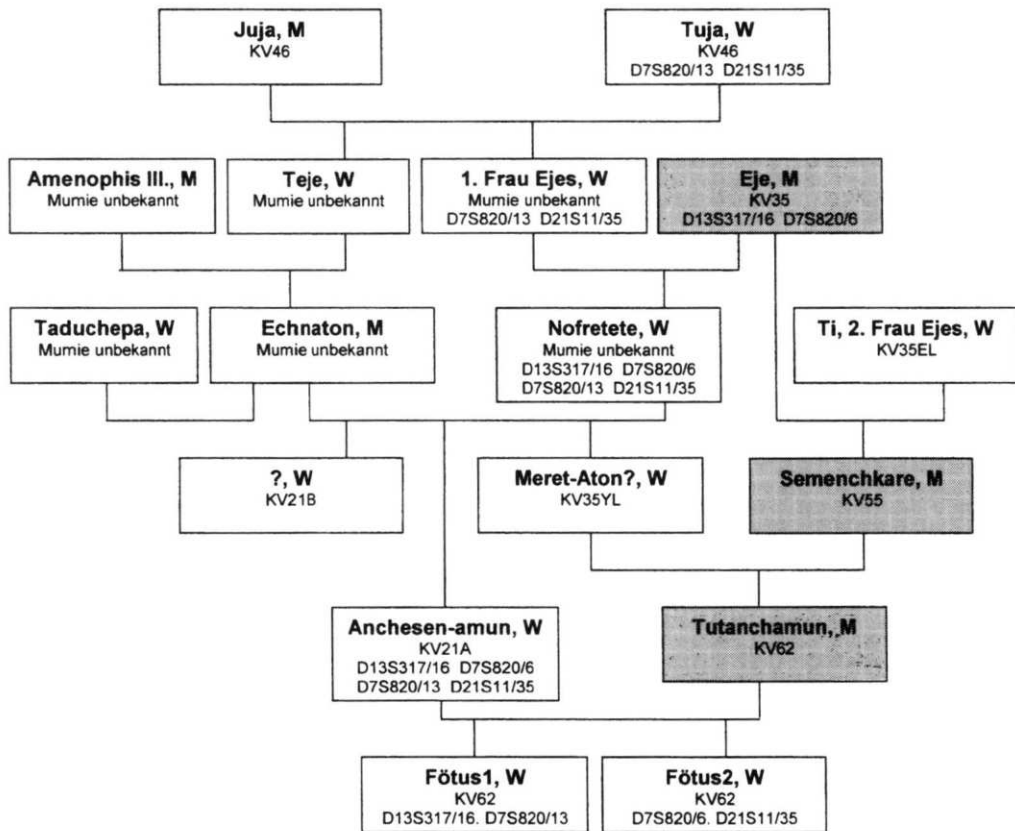 Juja, M
KV46
Tuja, W
KV46
D7S820/13 D21S11/35
Amenophis III., M
Mumie unbekannt
Teje, W
Mumie unbekannt
1. Frau Ejes, W
Mumie unbekannt
D7S820/13 D21S11/35
Eje, M
KV35
D13S317/16 D7S820/6
Taduchepa, W
Mumie unbekannt
Echnaton, M
Mumie unbekannt
Nofretete, W
Mumie unbekannt
D13S317/16 D7S820/6
D7S820/13 D21S11/35
Ti, 2. Frau Ejes, W
KV35EL
?, W
KV21B
Meret-Aton?, W
KV35YL
Semenchkare, M
KV55
Anchesen-amun, W
KV21A
D13S317/16 D7S820/6
D7S820/13 D21S11/35
Tutanchamun, M
KV62
Fötus1, W
KV62
D13S317/16. D7S820/13
Fötus2, W
KV62
D7S820/6. D21S11/35